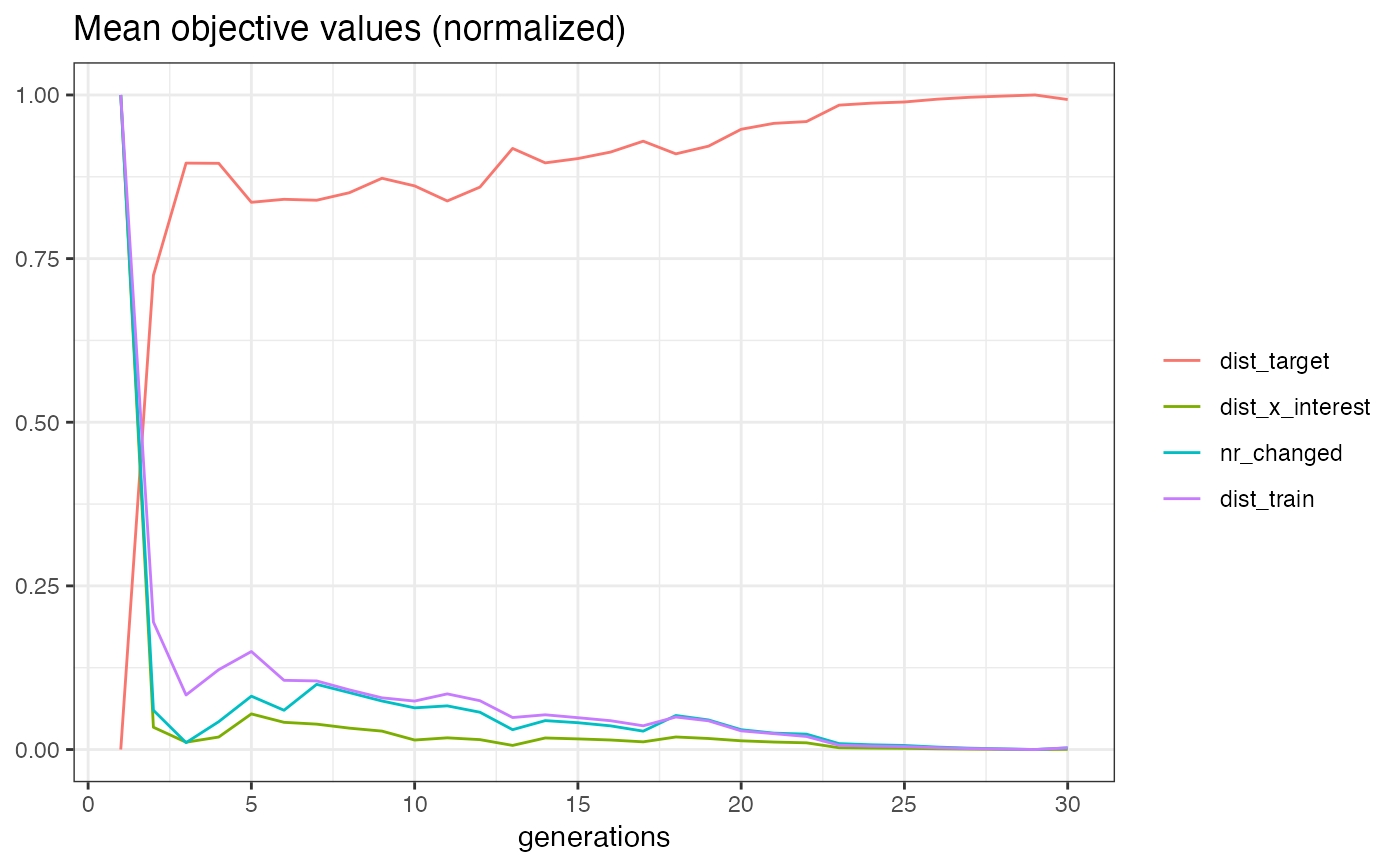 Mean objective values (normalized)
1.00
0.75
0.50
0.25
0.00
0 5 10 15 20 25 30
generations
dist_target
dist_x_interest
nr_changed
dist_train